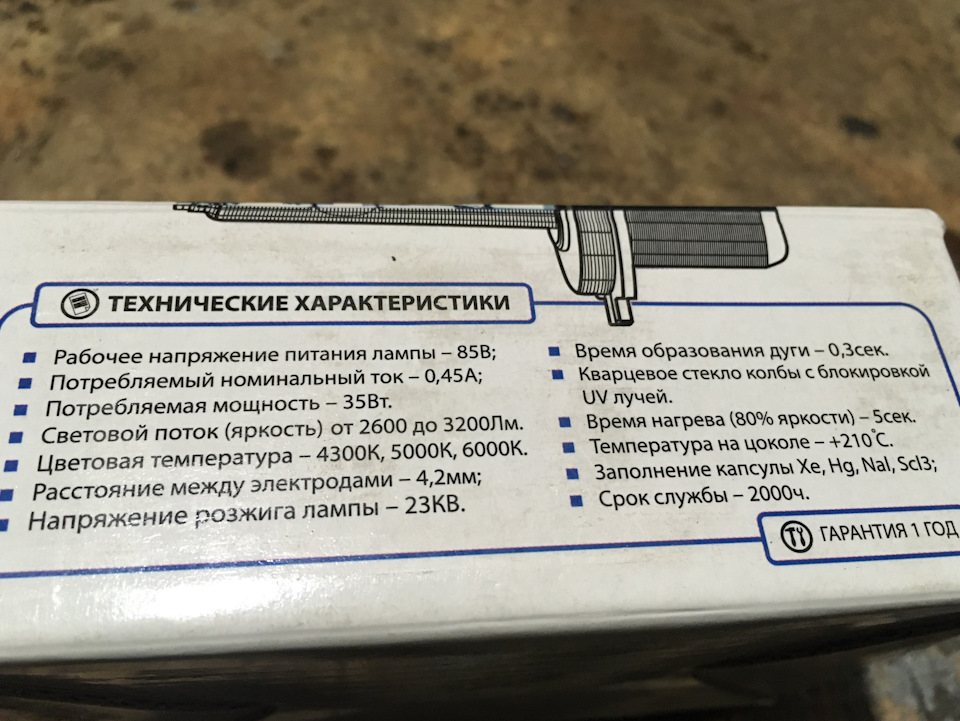 ТЕХНИЧЕСКИЕ ХАРАКТЕРИСТИКИ
Рабочее напряжение питания лампы – 85В;
Потребляемый номинальный ток – 0,45А;
Потребляемая мощность – 35Вт.
Световой поток (яркость) от 2600 до 3200Лм.
Цветовая температура – 4300К, 5000К, 6000К.
Расстояние между электродами – 4,2мм;
Напряжение розжига лампы – 23КВ.
Время образования дуги – 0,3сек.
Кварцевое стекло колбы с блокировкой
UV лучей.
Время нагрева (80% яркости) – 5сек.
Температура на цоколе – +210°С.
Заполнение капсулы Xe, Hg, NaI, ScI3;
Срок службы – 2000ч.
ГАРАНТИЯ 1 ГОД